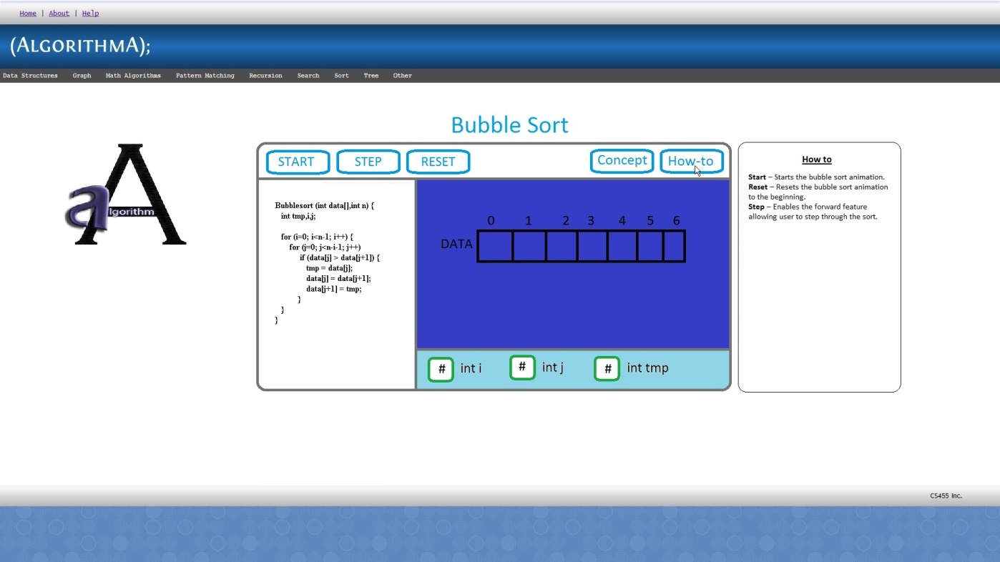 Home | About | Help
(ALGORITHMA);
Data Structures Graph Math Algorithms Pattern Matching Recursion Search Sort Tree Other
Bubble Sort
A
algorithm
START STEP RESET Concept How-to
Bubblesort (int data[],int n) {
int tmp,i,j;
for (i=0; i<n-1; i++) {
for (j=0; j<n-i-1; j++)
if (data[j] > data[j+1]) {
tmp = data[j];
data[j] = data[j+1];
data[j+1] = tmp;
}
}
}
0 1 2 3 4 5 6
DATA
# int i # int j # int tmp
How to
Start – Starts the bubble sort animation.
Reset – Resets the bubble sort animation
to the beginning.
Step – Enables the forward feature
allowing user to step through the sort.
CS455 Inc.